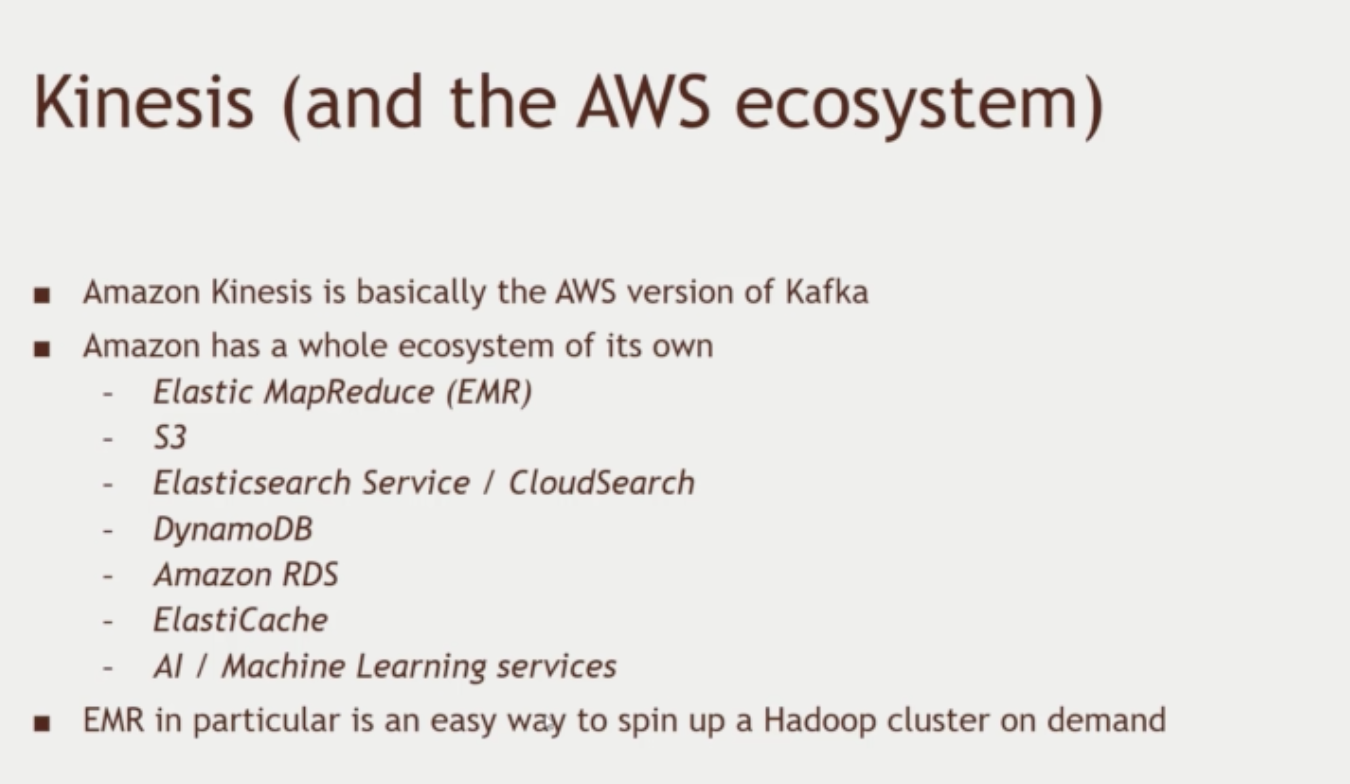 Kinesis (and the AWS ecosystem)
■ Amazon Kinesis is basically the AWS version of Kafka
■ Amazon has a whole ecosystem of its own
– Elastic MapReduce (EMR)
– S3
– Elasticsearch Service / CloudSearch
– DynamoDB
– Amazon RDS
– ElastiCache
– AI / Machine Learning services
■ EMR in particular is an easy way to spin up a Hadoop cluster on demand